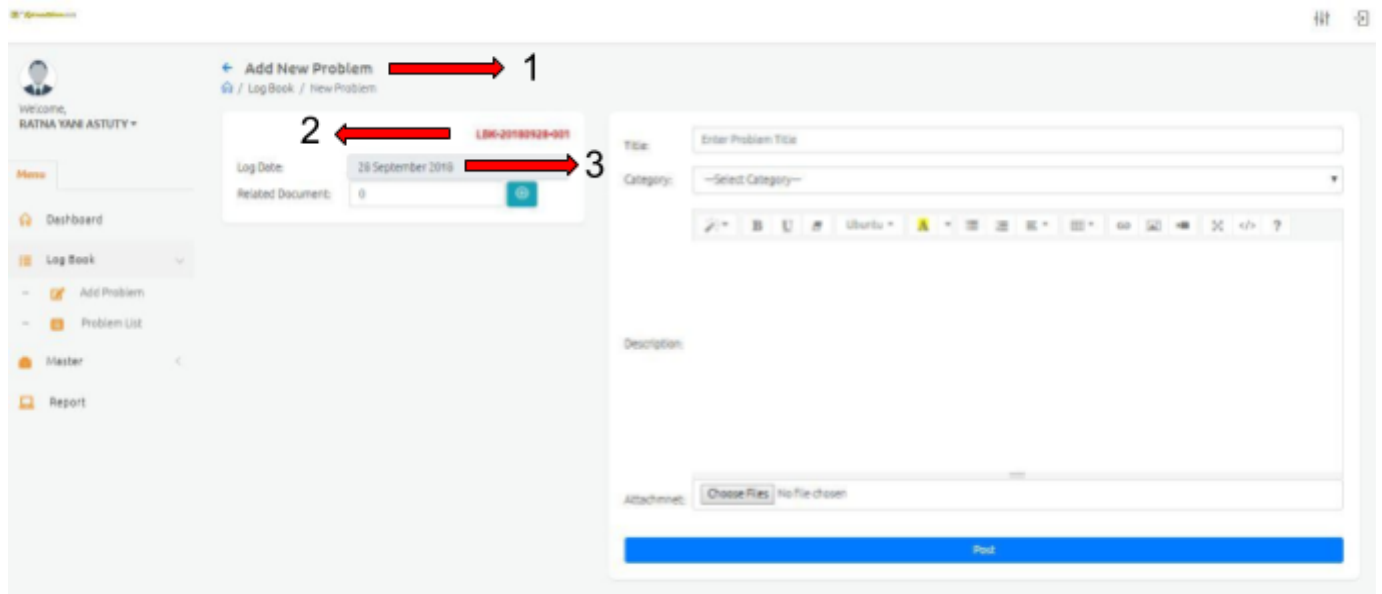 Add New Problem
1
/ Log Book / New Problem
Welcome,
RATNA YANI ASTUTY
Menu
Dashboard
Log Book
Add Problem
Problem List
Master
Report
2
LBK-20180928-001
Log Date:
28 September 2018
3
Related Document:
0
Title:
Enter Problem Title
Category:
--Select Category--
B U Ubuntu A </> ?
Description:
Attachmnet:
Choose Files No file chosen
Post